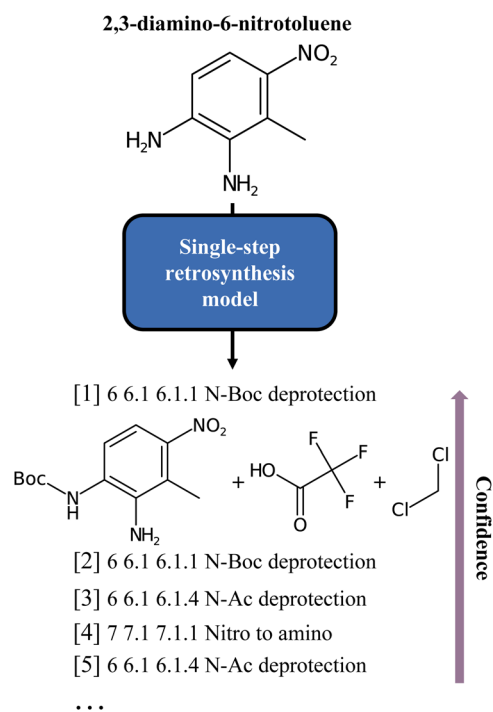 2,3-diamino-6-nitrotoluene
NO2
H2N
NH2
Single-step
retrosynthesis
model
[1] 6 6.1 6.1.1 N-Boc deprotection
NO2
Boc
N
H
NH2
+
HO
O
F
F
F
+
Cl
Cl
[2] 6 6.1 6.1.1 N-Boc deprotection
[3] 6 6.1 6.1.4 N-Ac deprotection
[4] 7 7.1 7.1.1 Nitro to amino
[5] 6 6.1 6.1.4 N-Ac deprotection
...
Confidence